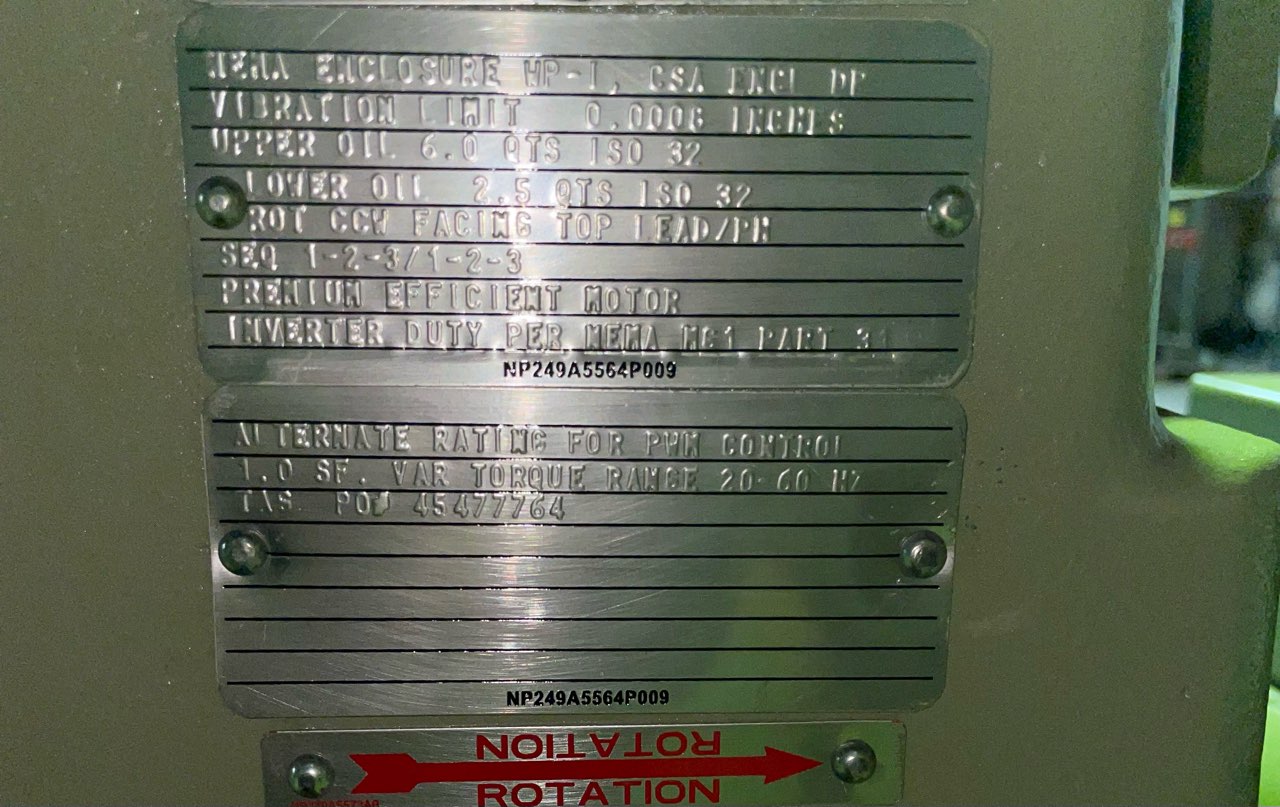 NEMA ENCLOSURE WP-I, CSA ENCL DP
VIBRATION LIMIT 0.0006 INCHES
UPPER OIL 6.0 QTS ISO 32
LOWER OIL 2.5 QTS ISO 32
ROT CCW FACING TOP LEAD/PH
SEQ 1-2-3/1-2-3
PREMIUM EFFICIENT MOTOR
INVERTER DUTY PER NEMA MG1 PART 31
NP249A5564P009
ALTERNATE RATING FOR PWM CONTROL
1.0 SF. VAR TORQUE RANGE 20-60 HZ
TAG PO# 45477764
NP249A5564P009
ROTATION
ROTATION